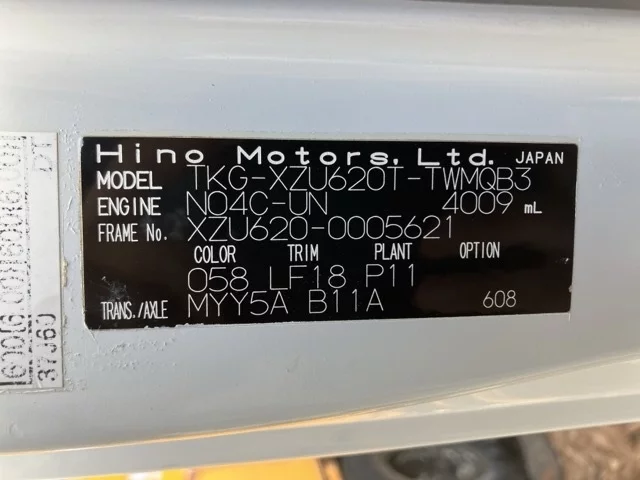 Hino Motors, Ltd. JAPAN
MODEL TKG-XZU620T-TWMQB3
ENGINE N04C-UN 4009 mL
FRAME No. XZU620-0005621
COLOR TRIM PLANT OPTION
058 LF18 P11
TRANS./AXLE MYY5A B11A 608
37J60